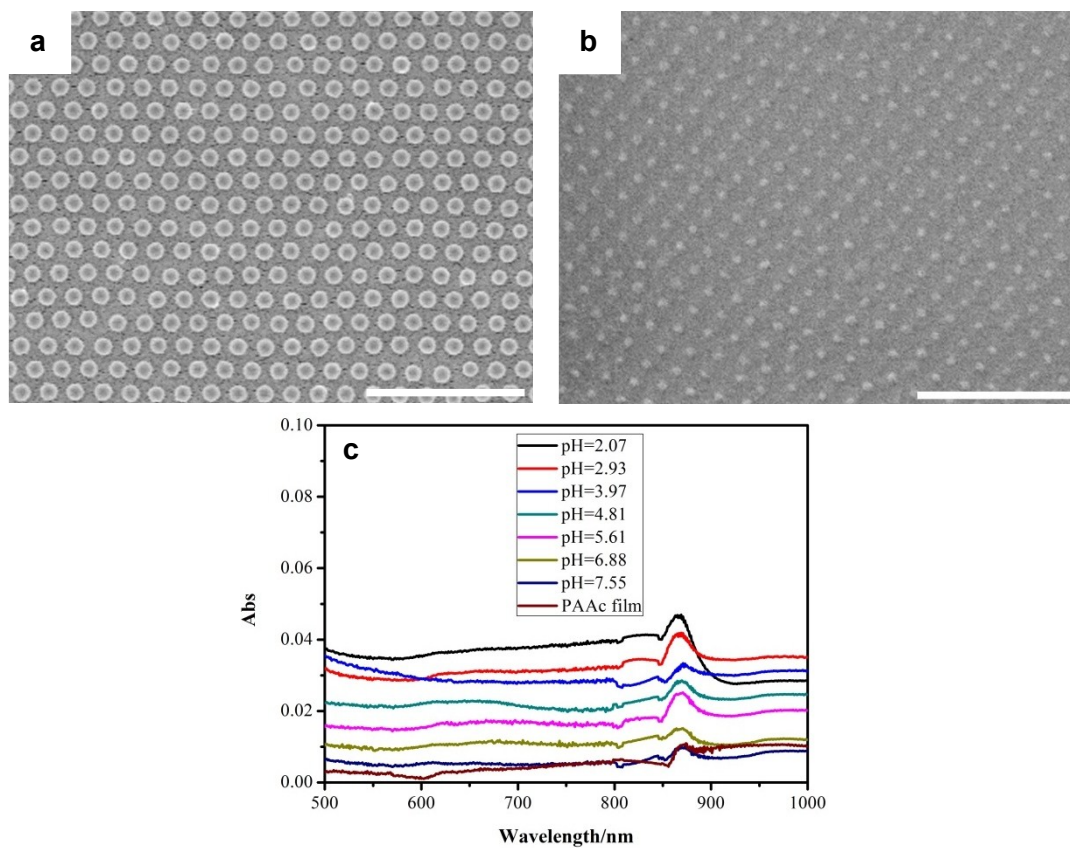 a
b
c
0.10
0.08
0.06
0.04
0.02
0.00
Abs
pH=2.07
pH=2.93
pH=3.97
pH=4.81
pH=5.61
pH=6.88
pH=7.55
PAAc film
500 600 700 800 900 1000
Wavelength/nm